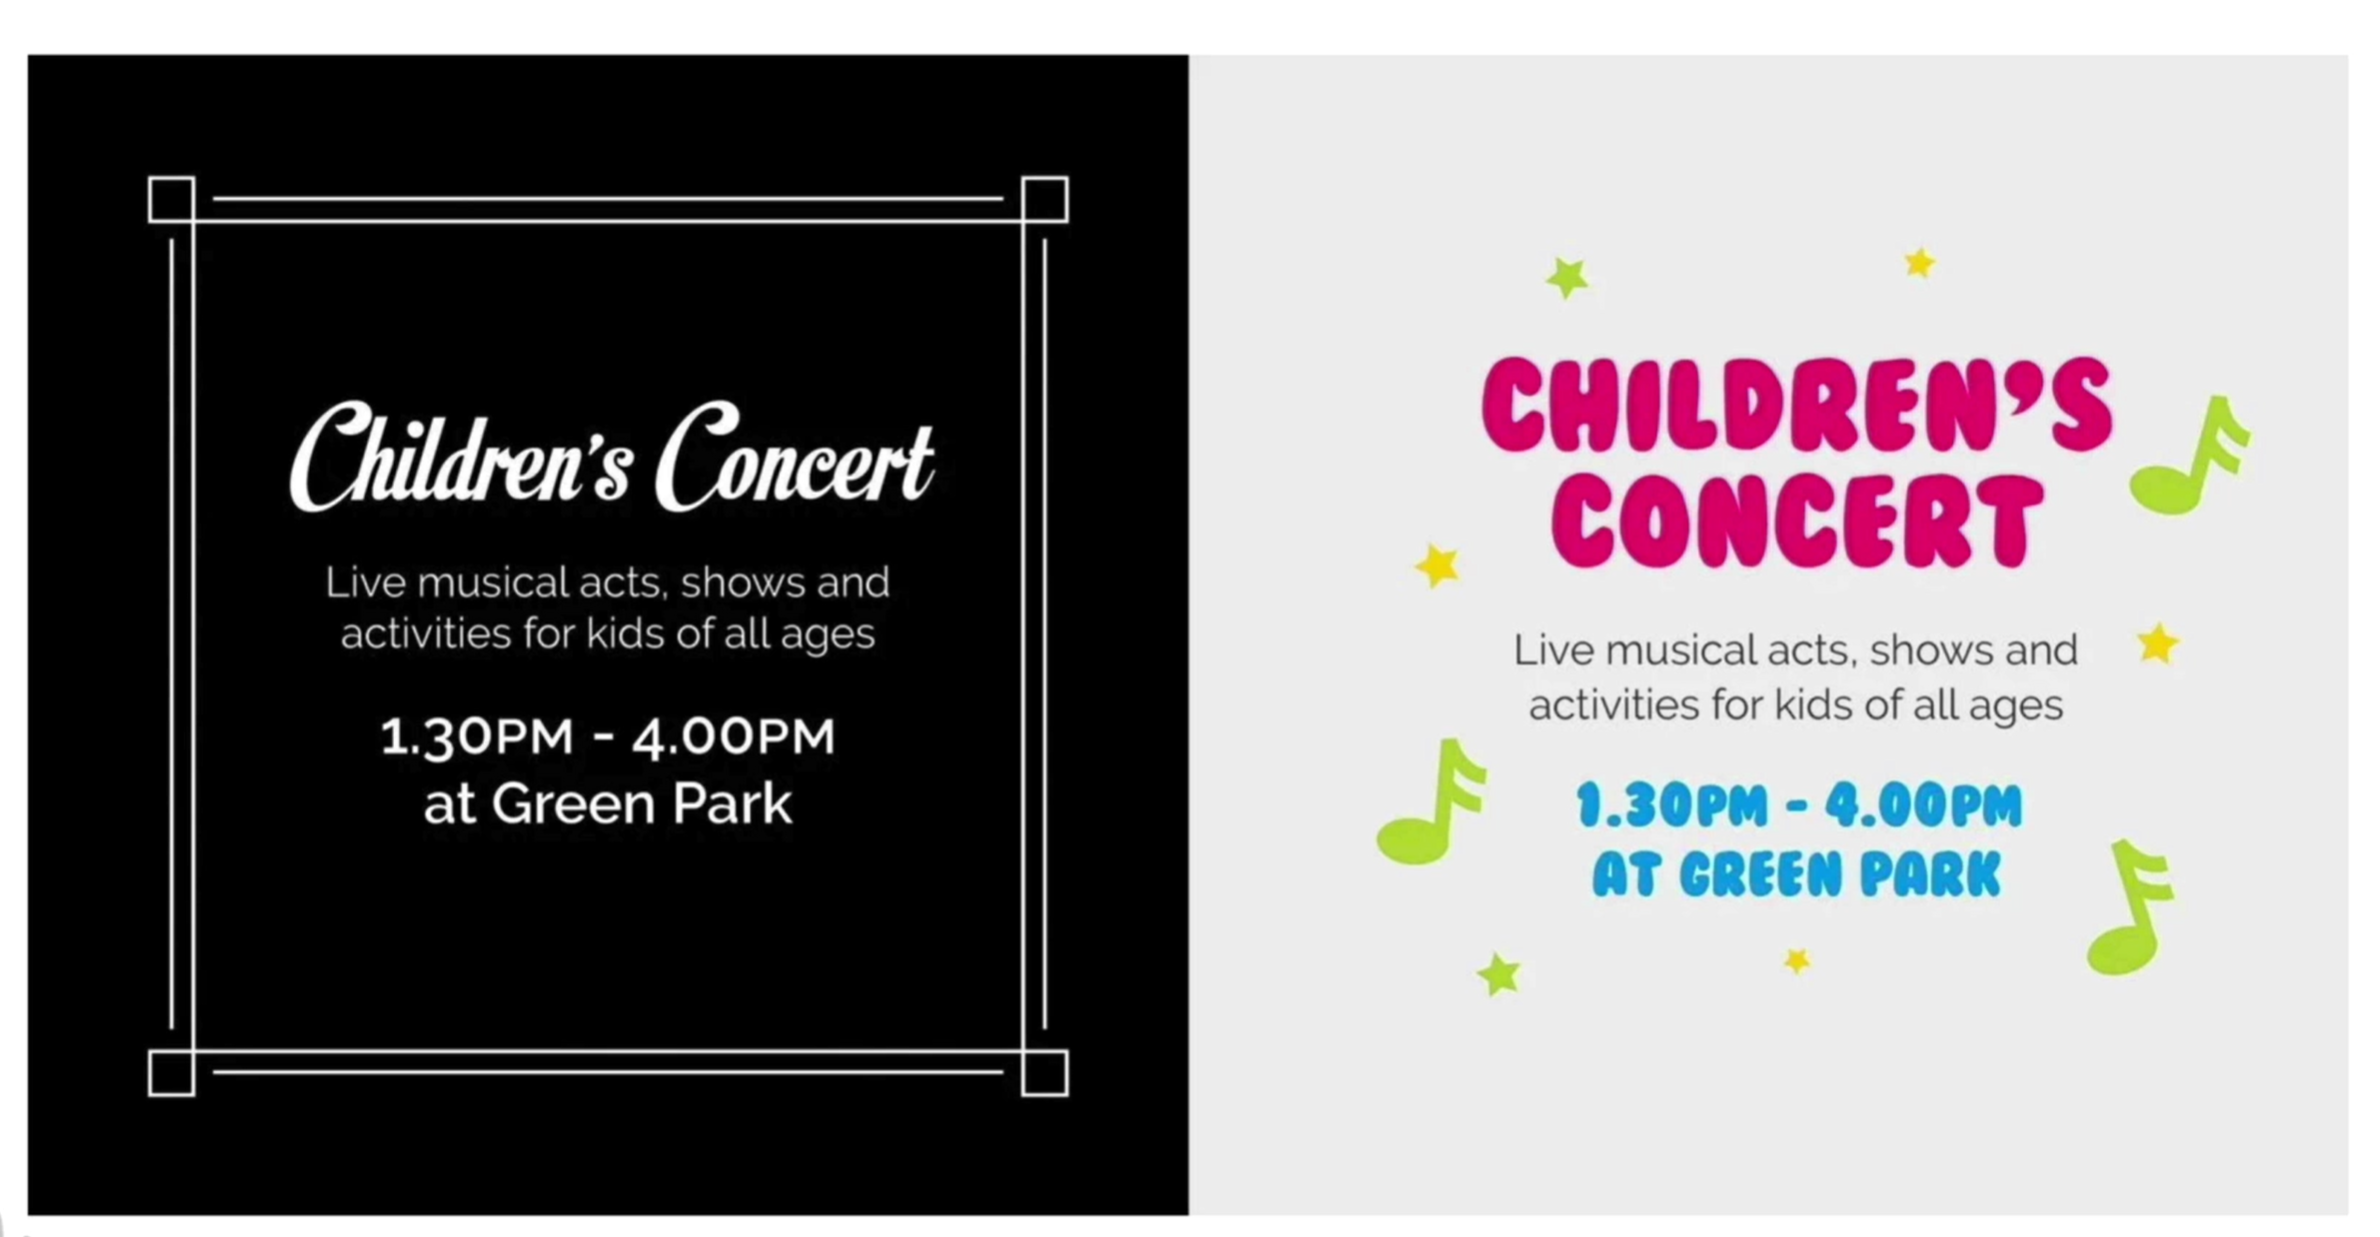 Children's Concert
Live musical acts, shows and
activities for kids of all ages
1.30PM - 4.00PM
at Green Park
CHILDREN'S
CONCERT
Live musical acts, shows and
activities for kids of all ages
1.30PM - 4.00PM
AT GREEN PARK